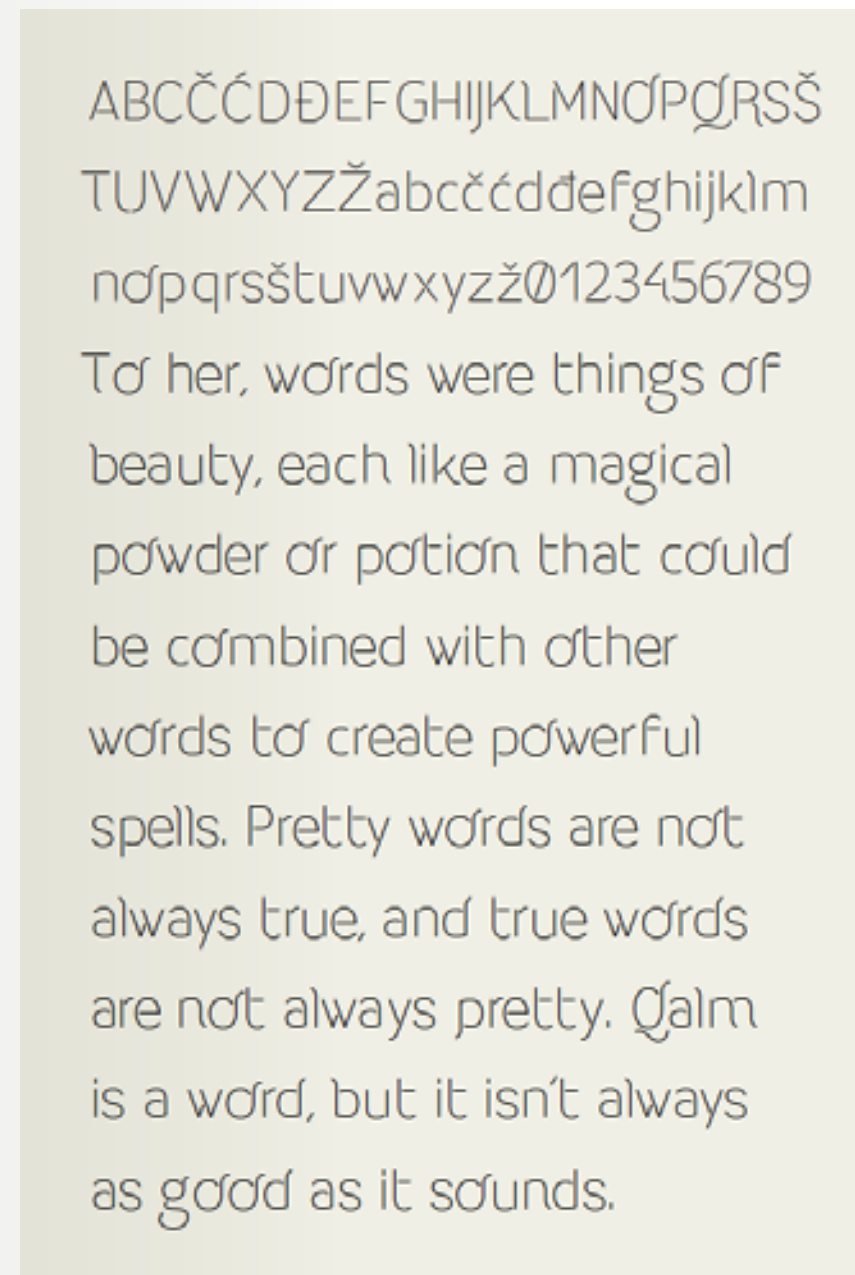 ABCČĆDĐEFGHIJKLMNOPQRSŠ
TUVWXYZŽabcčćdđefghijklm
nopqrsštuvwxyzž0123456789
To her, words were things of
beauty, each like a magical
powder or potion that could
be combined with other
words to create powerful
spells. Pretty words are not
always true, and true words
are not always pretty. Qalm
is a word, but it isn't always
as good as it sounds.